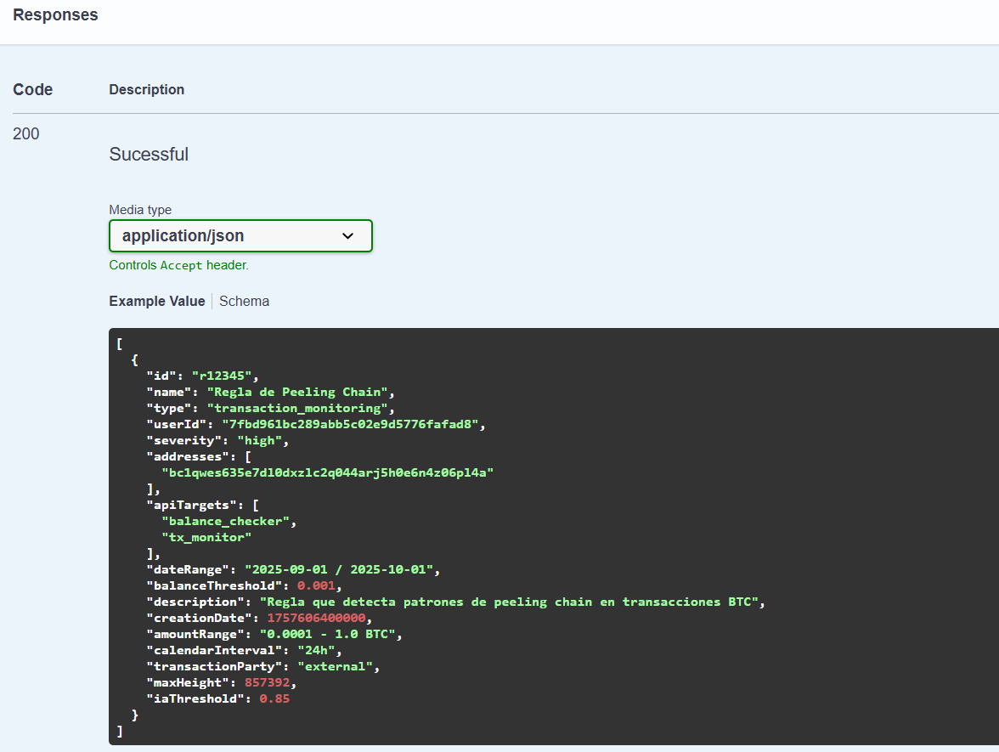 Responses
Code Description
200
Sucessful
Media type
application/json
Controls Accept header.
Example Value Schema
[
  {
    "id": "r12345",
    "name": "Regla de Peeling Chain",
    "type": "transaction_monitoring",
    "userId": "7fbd961bc289abb5c02e9d5776fafad8",
    "severity": "high",
    "addresses": [
      "bc1qwes635e7dl0dxzlc2q044arj5h0e6n4z06pl4a"
    ],
    "apiTargets": [
      "balance_checker",
      "tx_monitor"
    ],
    "dateRange": "2025-09-01 / 2025-10-01",
    "balanceThreshold": 0.001,
    "description": "Regla que detecta patrones de peeling chain en transacciones BTC",
    "creationDate": 1757606400000,
    "amountRange": "0.0001 - 1.0 BTC",
    "calendarInterval": "24h",
    "transactionParty": "external",
    "maxHeight": 857392,
    "iaThreshold": 0.85
  }
]